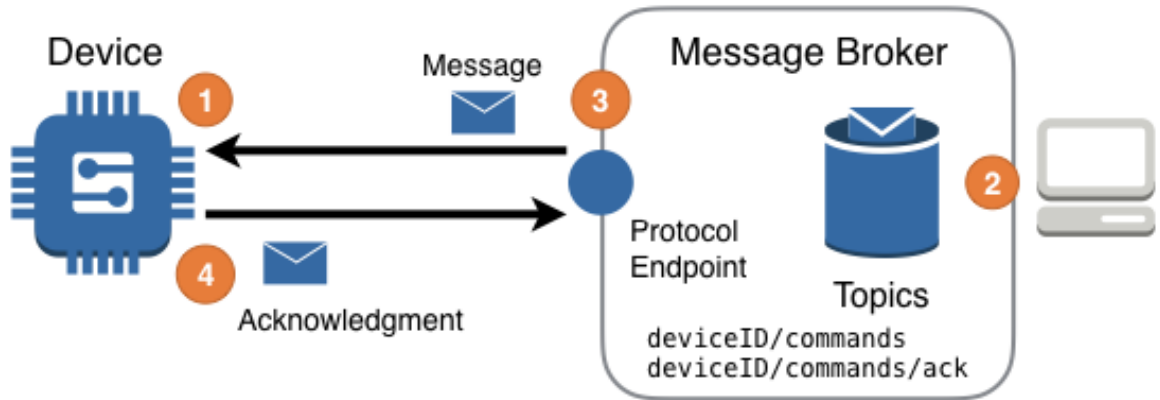 Device
Message Broker
Message
1
3
2
Protocol
Endpoint
4
Topics
Acknowledgment
deviceID/commands
deviceID/commands/ack